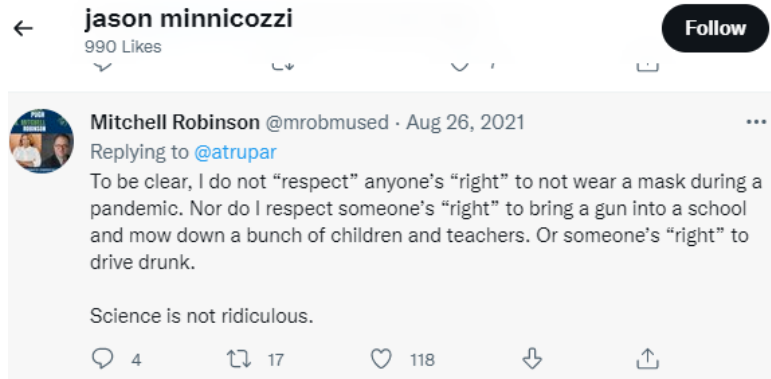 jason minnicozzi
990 Likes
Follow
Mitchell Robinson @mrobmused · Aug 26, 2021
Replying to @atrupar
To be clear, I do not “respect” anyone’s “right” to not wear a mask during a
pandemic. Nor do I respect someone’s “right” to bring a gun into a school
and mow down a bunch of children and teachers. Or someone’s “right” to
drive drunk.
Science is not ridiculous.
4 17 118